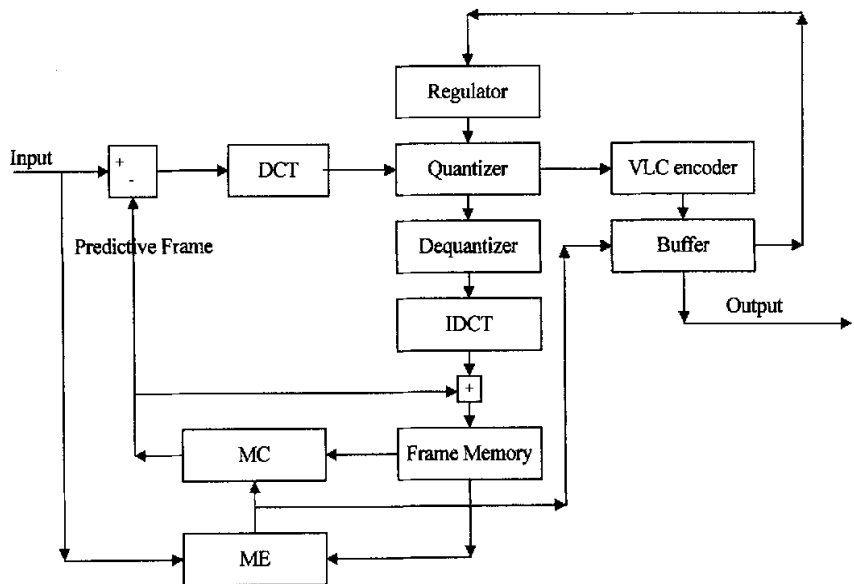 Regulator
Input
+
-
DCT
Quantizer
VLC encoder
Predictive Frame
Dequantizer
Buffer
IDCT
Output
+
MC
Frame Memory
ME